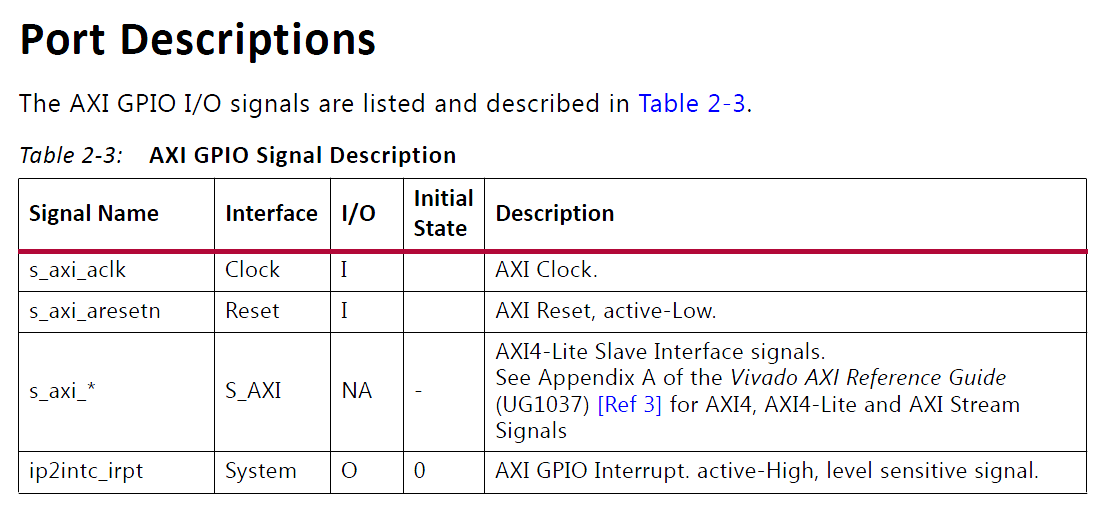 Port Descriptions
The AXI GPIO I/O signals are listed and described in Table 2-3.
Table 2-3: AXI GPIO Signal Description
Signal Name Interface I/O Initial State Description
s_axi_aclk Clock I AXI Clock.
s_axi_aresetn Reset I AXI Reset, active-Low.
s_axi_* S_AXI NA - AXI4-Lite Slave Interface signals.
See Appendix A of the Vivado AXI Reference Guide
(UG1037) [Ref 3] for AXI4, AXI4-Lite and AXI Stream
Signals
ip2intc_irpt System O 0 AXI GPIO Interrupt. active-High, level sensitive signal.